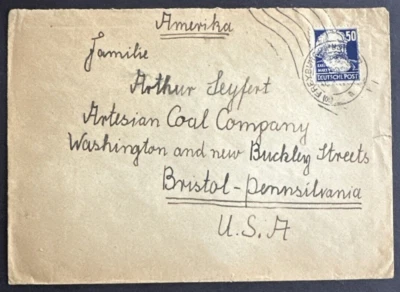 Amerika
50
DEUTSCHE POST
Familie
Arthur Seyfert
Artesian Coal Company
Washington and new Buckley Streets
Bristol-pennsilvania
U.S.A